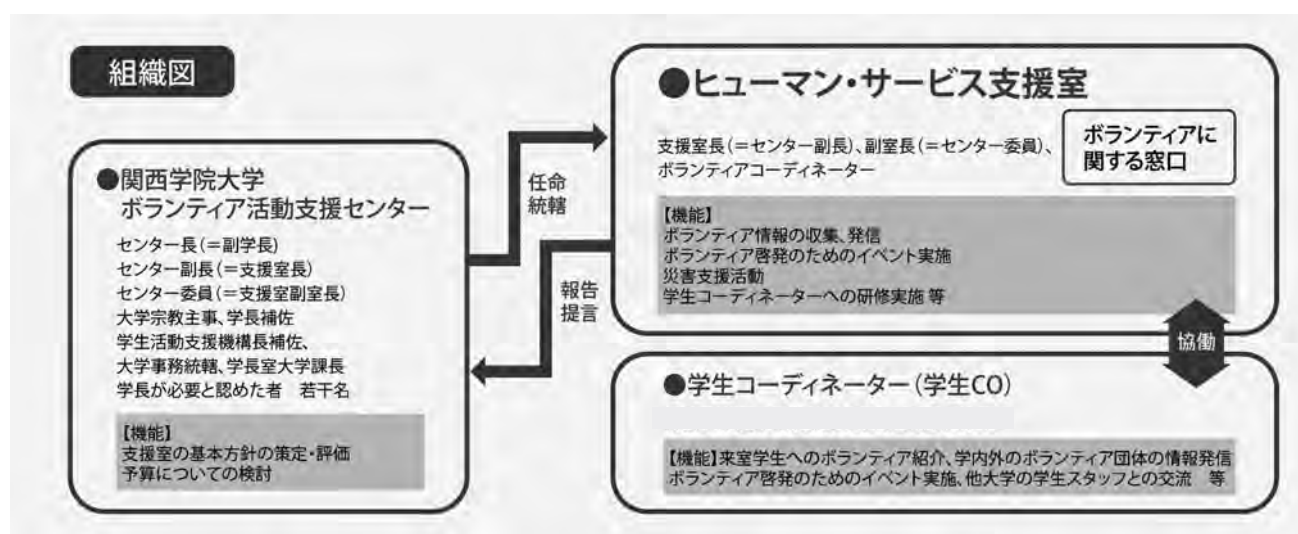 組織図
●関西学院大学
ボランティア活動支援センター
センター長(=副学長)
センター副長(=支援室長)
センター委員(=支援室副室長)
大学宗教主事、学長補佐
学生活動支援機構長補佐、
大学事務統轄、学長室大学課長
学長が必要と認めた者　若干名
【機能】
支援室の基本方針の策定・評価
予算についての検討
任命
統轄
報告
提言
●ヒューマン・サービス支援室
支援室長(=センター副長)、副室長(=センター委員)、
ボランティアコーディネーター
ボランティアに
関する窓口
【機能】
ボランティア情報の収集、発信
ボランティア啓発のためのイベント実施
災害支援活動
学生コーディネーターへの研修実施 等
協働
●学生コーディネーター(学生CO)
【機能】来室学生へのボランティア紹介、学内外のボランティア団体の情報発信
ボランティア啓発のためのイベント実施、他大学の学生スタッフとの交流　等